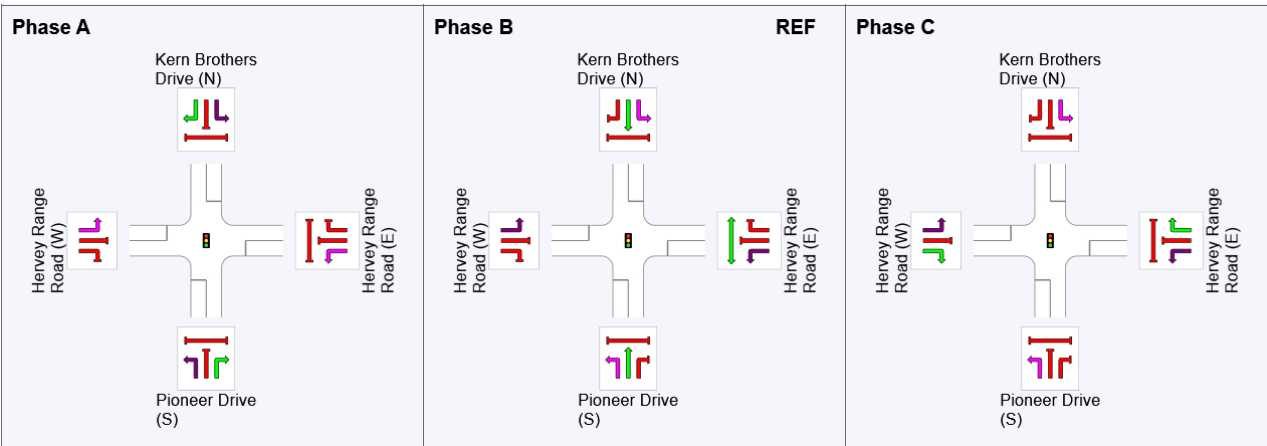 Phase A
Kern Brothers
Drive (N)
Hervey Range
Road (W)
Hervey Range
Road (E)
Pioneer Drive
(S)
Phase B
REF
Kern Brothers
Drive (N)
Hervey Range
Road (W)
Hervey Range
Road (E)
Pioneer Drive
(S)
Phase C
Kern Brothers
Drive (N)
Hervey Range
Road (W)
Hervey Range
Road (E)
Pioneer Drive
(S)